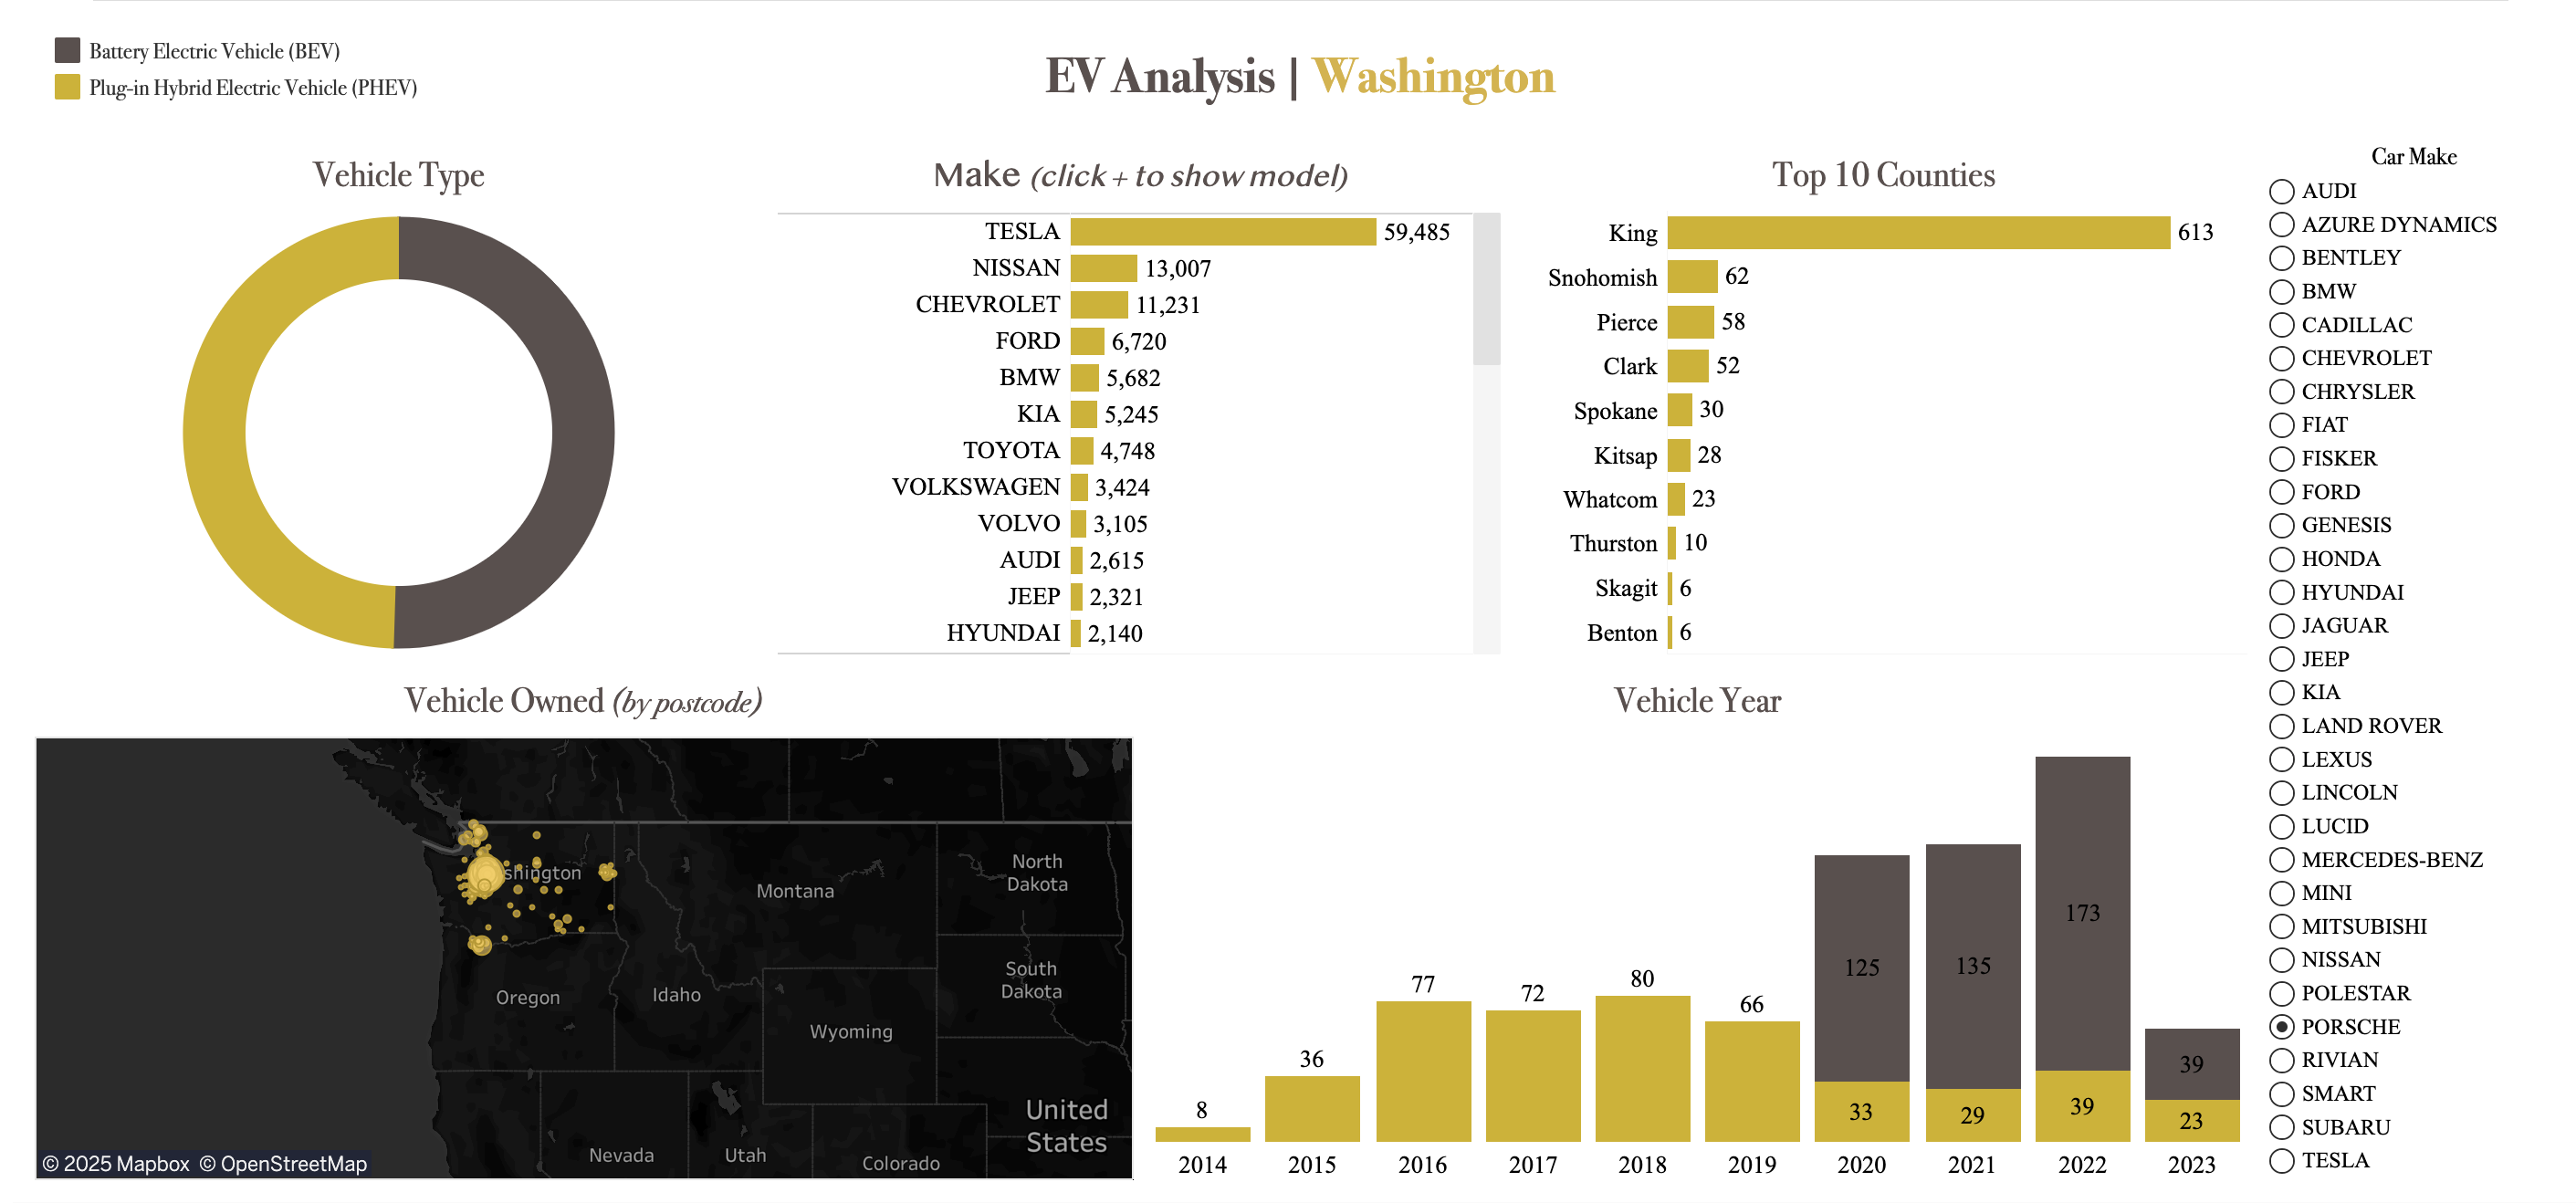 Battery Electric Vehicle (BEV)
Plug-in Hybrid Electric Vehicle (PHEV)
EV Analysis | Washington
Vehicle Type
Make (click + to show model)
TESLA 59,485
NISSAN 13,007
CHEVROLET 11,231
FORD 6,720
BMW 5,682
KIA 5,245
TOYOTA 4,748
VOLKSWAGEN 3,424
VOLVO 3,105
AUDI 2,615
JEEP 2,321
HYUNDAI 2,140
Top 10 Counties
King 613
Snohomish 62
Pierce 58
Clark 52
Spokane 30
Kitsap 28
Whatcom 23
Thurston 10
Skagit 6
Benton 6
Car Make
AUDI
AZURE DYNAMICS
BENTLEY
BMW
CADILLAC
CHEVROLET
CHRYSLER
FIAT
FISKER
FORD
GENESIS
HONDA
HYUNDAI
JAGUAR
JEEP
KIA
LAND ROVER
LEXUS
LINCOLN
LUCID
MERCEDES-BENZ
MINI
MITSUBISHI
NISSAN
POLESTAR
PORSCHE
RIVIAN
SMART
SUBARU
TESLA
Vehicle Owned (by postcode)
shington
Montana
North
Dakota
South
Dakota
Oregon
Idaho
Wyoming
United
States
Nevada
Utah
Colorado
© 2025 Mapbox © OpenStreetMap
Vehicle Year
8
36
77
72
80
66
125
33
135
29
173
39
39
23
2014 2015 2016 2017 2018 2019 2020 2021 2022 2023